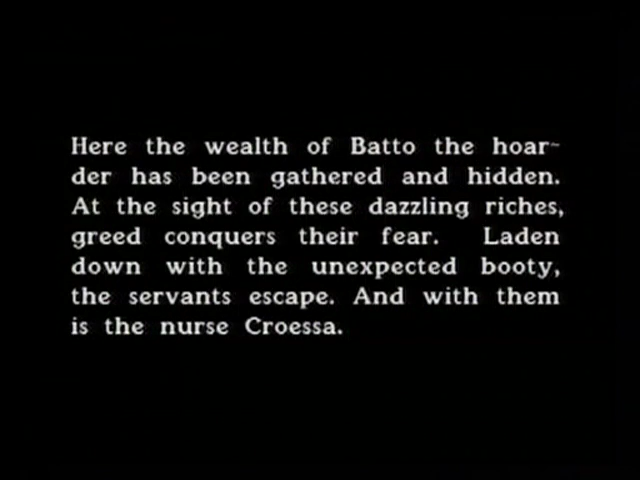 Here the wealth of Batto the hoar~
der has been gathered and hidden.
At the sight of these dazzling riches,
greed conquers their fear. Laden
down with the unexpected booty,
the servants escape. And with them
is the nurse Croessa.